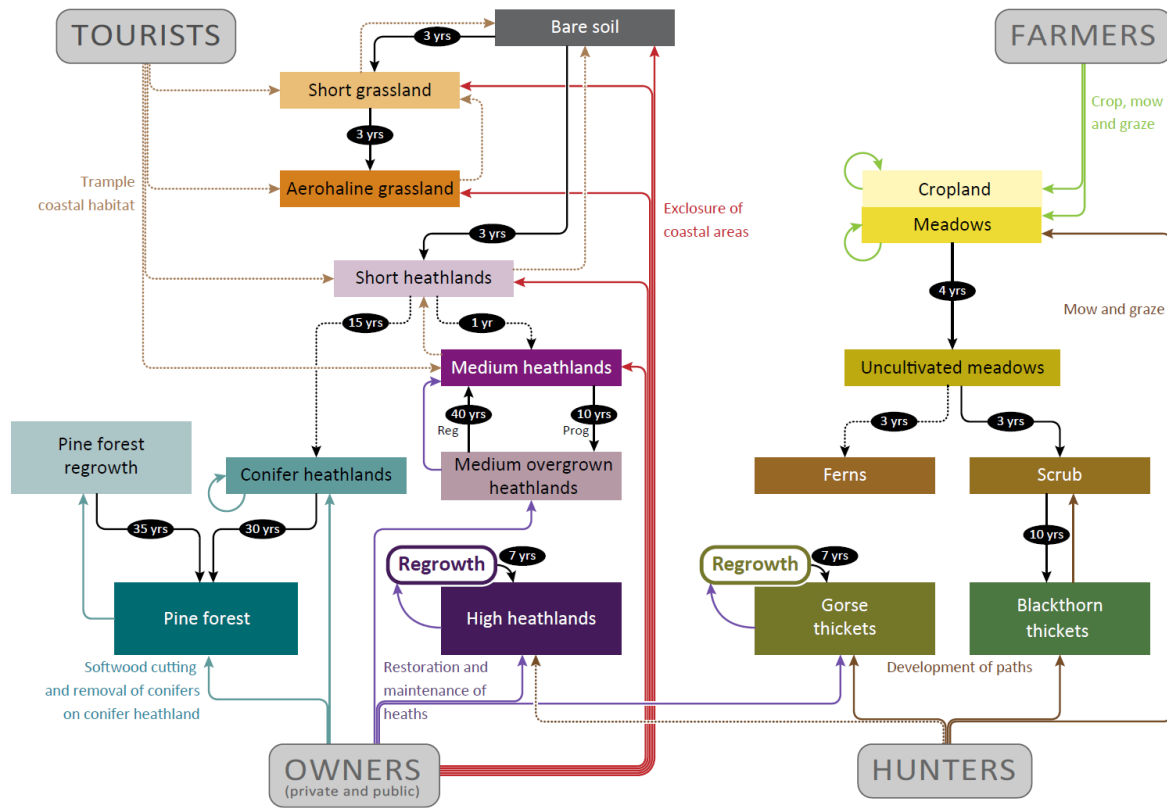 TOURISTS
Bare soil
FARMERS
3 yrs
Short grassland
Crop, mow
and graze
3 yrs
Trample
coastal habitat
Aerohaline grassland
Cropland
Exclosure of
coastal areas
Meadows
3 yrs
Short heathlands
4 yrs
Mow and graze
15 yrs
1 yr
Medium heathlands
Uncultivated meadows
40 yrs
10 yrs
Reg
Prog
3 yrs
3 yrs
Pine forest
regrowth
Conifer heathlands
Medium overgrown
heathlands
Ferns
Scrub
35 yrs
30 yrs
10 yrs
Regrowth
7 yrs
Regrowth
7 yrs
Pine forest
High heathlands
Gorse
thickets
Blackthorn
thickets
Softwood cutting
and removal of conifers
on conifer heathland
Restoration and
maintenance of
heaths
Development of paths
OWNERS
(private and public)
HUNTERS